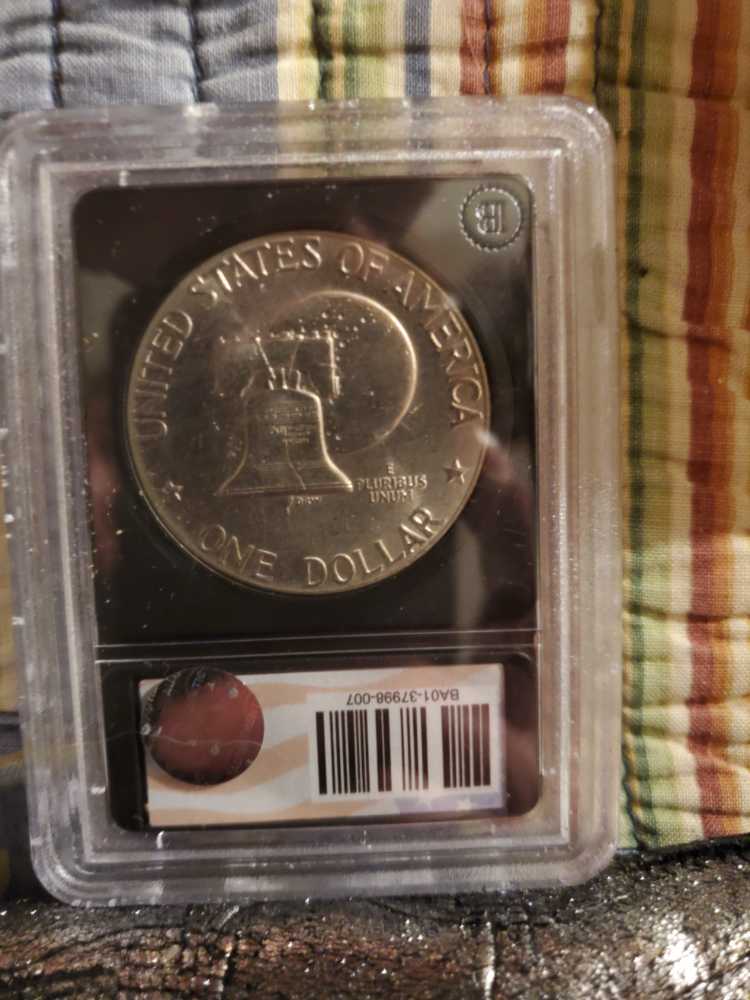 UNITED STATES OF AMERICA
E
PLURIBUS
UNUM
ONE DOLLAR
BA01-37998-007